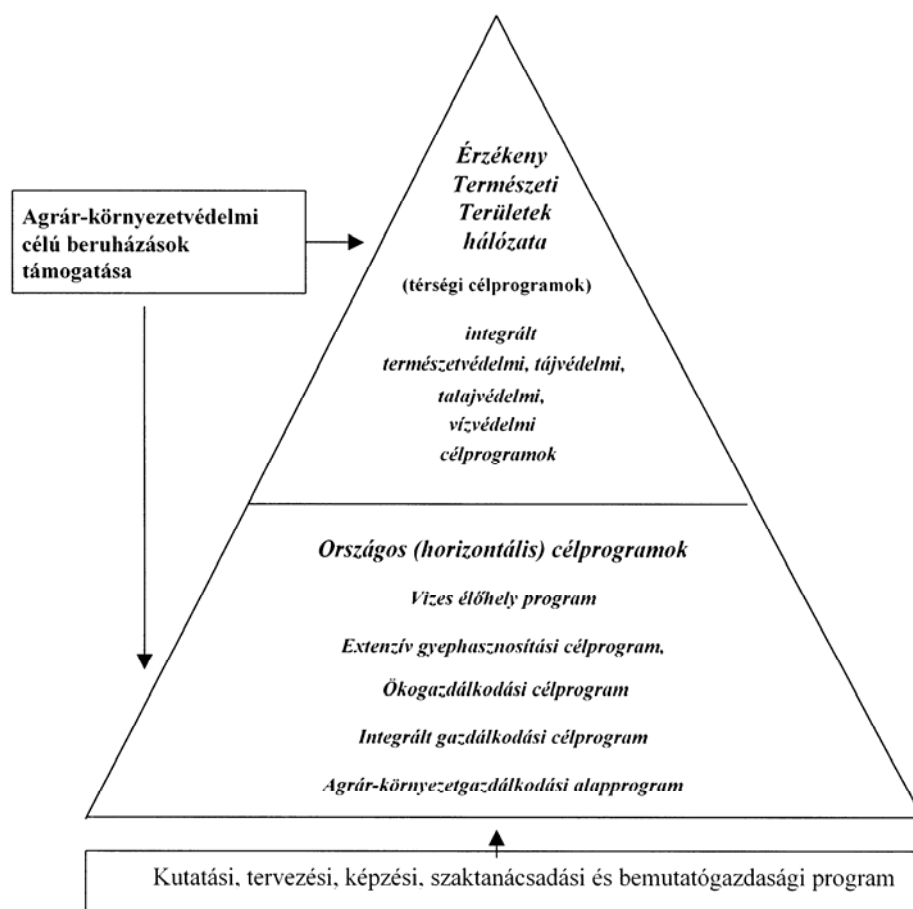 Érzékeny
Természeti
Területek
hálózata
(térségi célprogramok)
integrált
természetvédelmi, tájvédelmi,
talajvédelmi,
vízvédelmi
célprogramok
Agrár-környezetvédelmi
célú beruházások
támogatása
Országos (horizontális) célprogramok
Vizes élőhely program
Extenzív gyephasznosítási célprogram,
Ökogazdálkodási célprogram
Integrált gazdálkodási célprogram
Agrár-környezetgazdálkodási alapprogram
Kutatási, tervezési, képzési, szaktanácsadási és bemutatógazdasági program